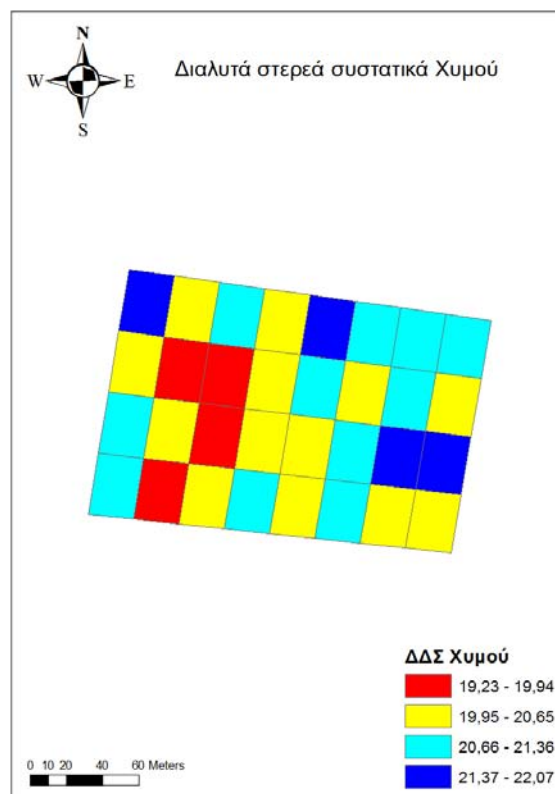 N
W E
S
Διαλυτά στερεά συστατικά Χυμού
ΔΔΣ Χυμού
19,23 - 19,94
19,95 - 20,65
20,66 - 21,36
21,37 - 22,07
0 10 20 40 60 Meters